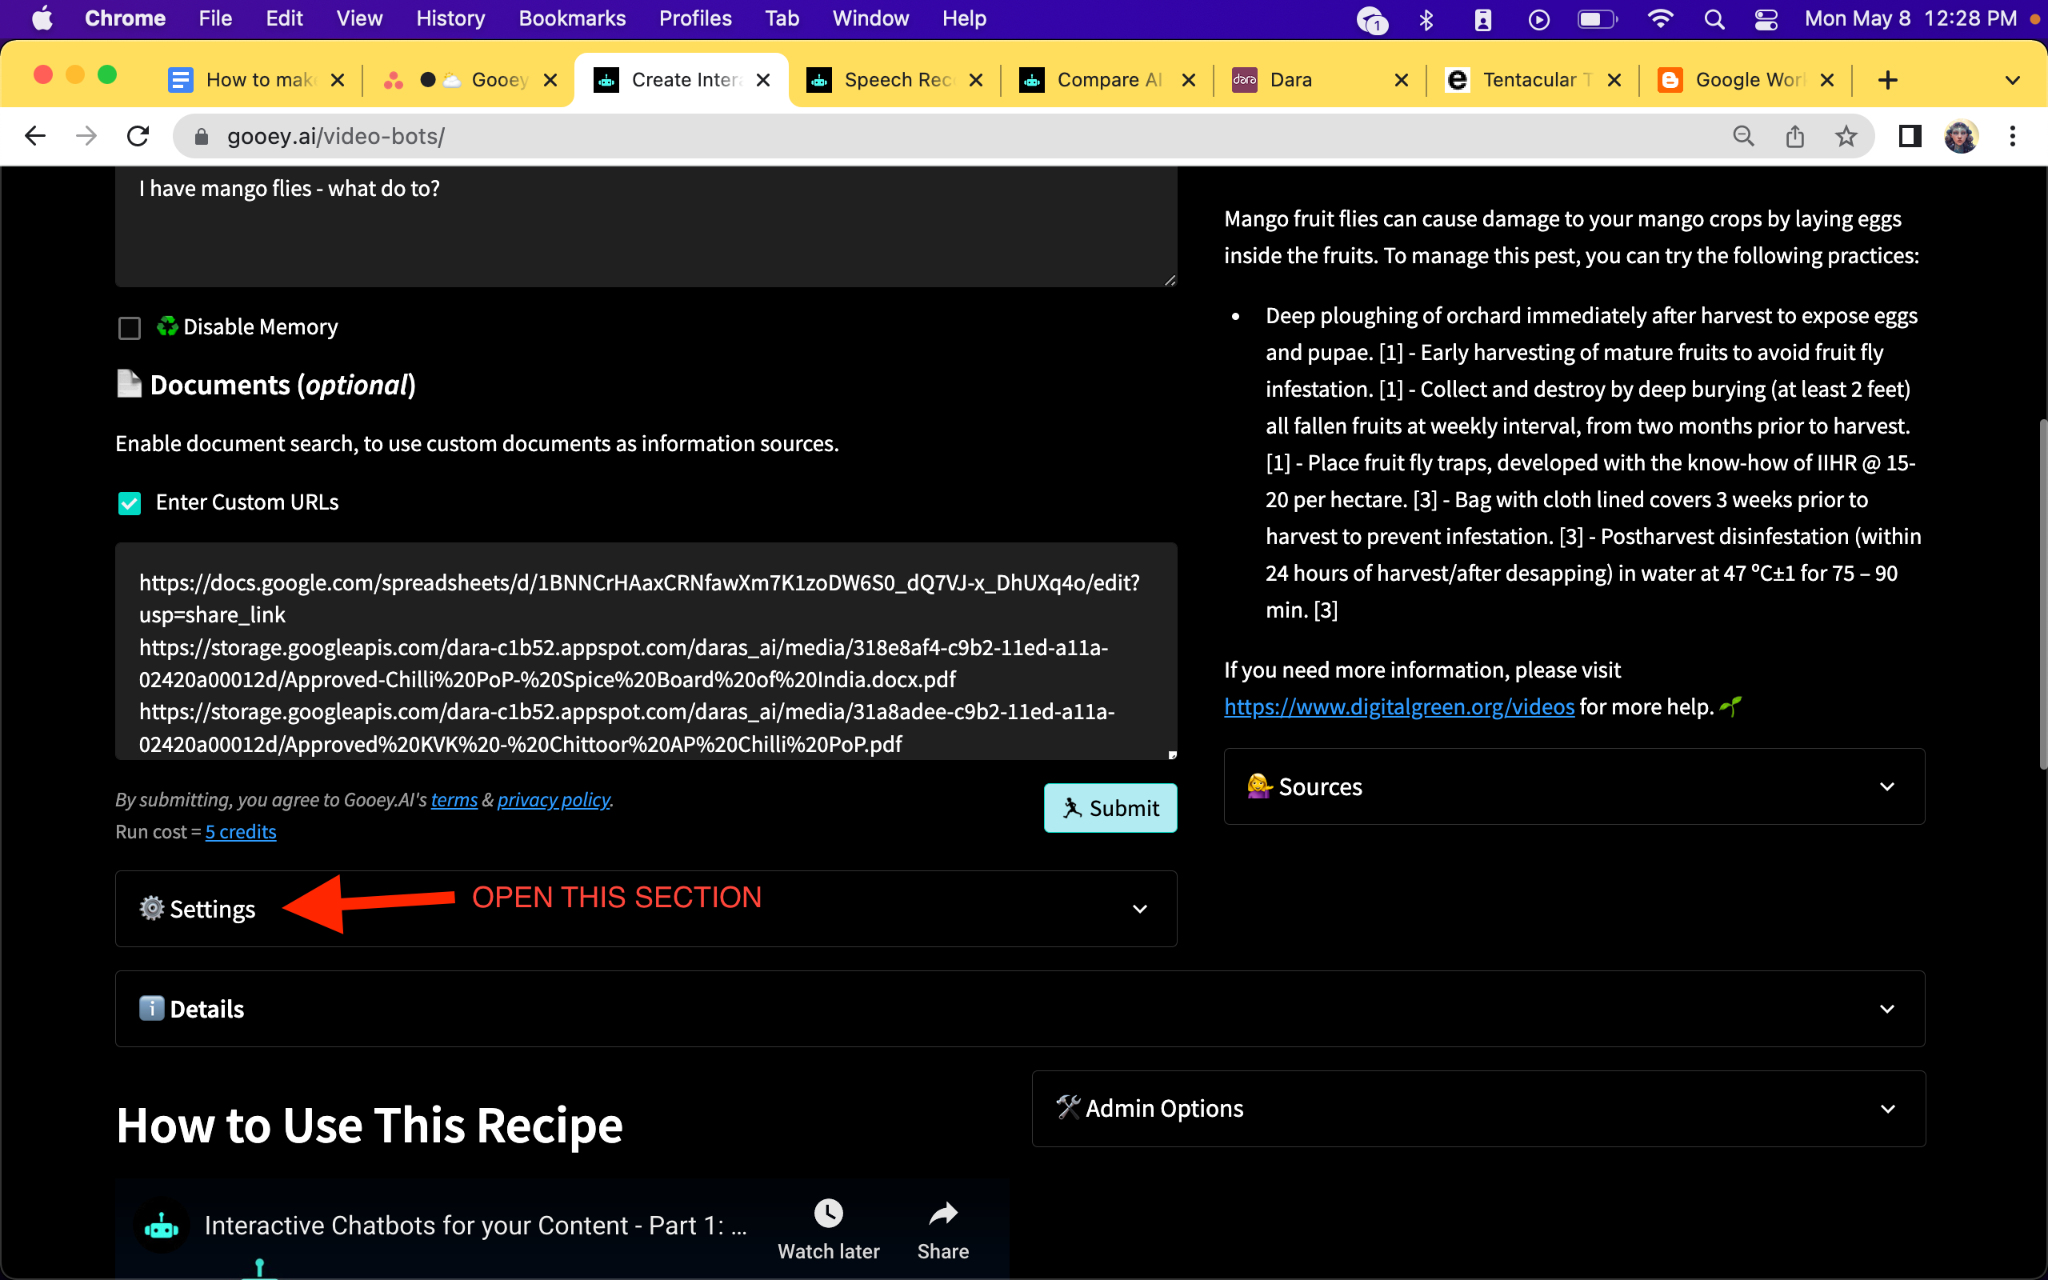 Chrome File Edit View History Bookmarks Profiles Tab Window Help 1 Mon May 8 12:28 PM
How to mak Gooey Create Inter Speech Rec Compare AI dara Dara e Tentacular T Google Wor
gooey.ai/video-bots/
I have mango flies - what do to?
Disable Memory
Documents (optional)
Enable document search, to use custom documents as information sources.
Enter Custom URLs
https://docs.google.com/spreadsheets/d/1BNNCrHAaxCRNfawXm7K1zoDW6S0_dQ7VJ-x_DhUXq4o/edit?
usp=share_link
https://storage.googleapis.com/dara-c1b52.appspot.com/daras_ai/media/318e8af4-c9b2-11ed-a11a-
02420a00012d/Approved-Chilli%20PoP-%20Spice%20Board%20of%20India.docx.pdf
https://storage.googleapis.com/dara-c1b52.appspot.com/daras_ai/media/31a8adee-c9b2-11ed-a11a-
02420a00012d/Approved%20KVK%20-%20Chittoor%20AP%20Chilli%20PoP.pdf
By submitting, you agree to Gooey.AI's terms & privacy policy.
Run cost = 5 credits
Submit
Settings
OPEN THIS SECTION
Mango fruit flies can cause damage to your mango crops by laying eggs
inside the fruits. To manage this pest, you can try the following practices:
• Deep ploughing of orchard immediately after harvest to expose eggs
and pupae. [1] - Early harvesting of mature fruits to avoid fruit fly
infestation. [1] - Collect and destroy by deep burying (at least 2 feet)
all fallen fruits at weekly interval, from two months prior to harvest.
[1] - Place fruit fly traps, developed with the know-how of IIHR @ 15-
20 per hectare. [3] - Bag with cloth lined covers 3 weeks prior to
harvest to prevent infestation. [3] - Postharvest disinfestation (within
24 hours of harvest/after desapping) in water at 47 ºC±1 for 75 – 90
min. [3]
If you need more information, please visit
https://www.digitalgreen.org/videos for more help.
Sources
Details
How to Use This Recipe
Admin Options
Interactive Chatbots for your Content - Part 1: ...
Watch later
Share